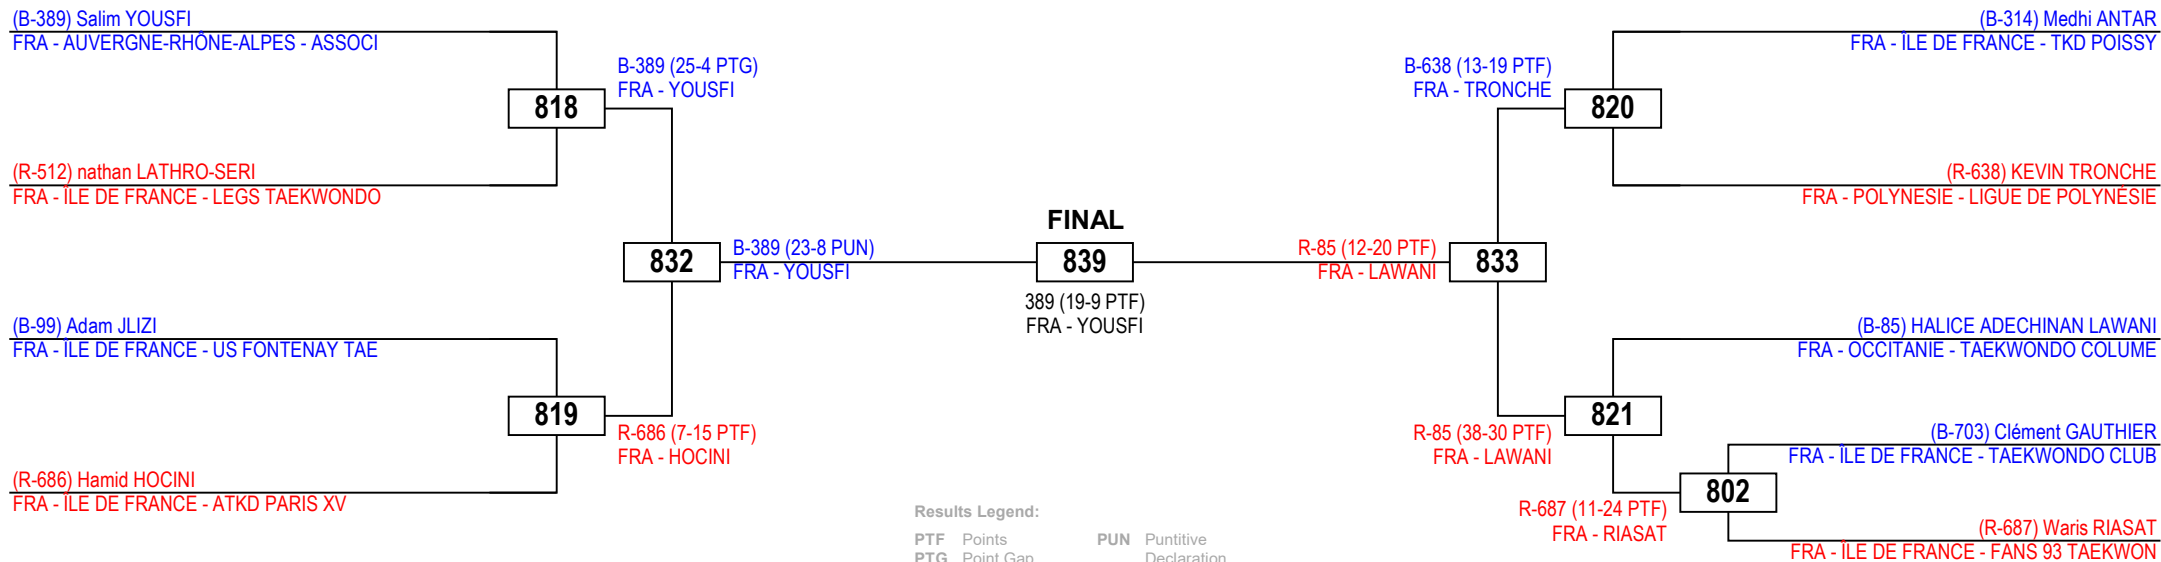 (B-389) Salim YOUSFI
FRA - AUVERGNE-RHÔNE-ALPES - ASSOCI
B-389 (25-4 PTG)
FRA - YOUSFI
818
(R-512) nathan LATHRO-SERI
FRA - ÎLE DE FRANCE - LEGS TAEKWONDO
832
B-389 (23-8 PUN)
FRA - YOUSFI
(B-99) Adam JLIZI
FRA - ÎLE DE FRANCE - US FONTENAY TAE
819
R-686 (7-15 PTF)
FRA - HOCINI
(R-686) Hamid HOCINI
FRA - ÎLE DE FRANCE - ATKD PARIS XV
FINAL
839
389 (19-9 PTF)
FRA - YOUSFI
(B-314) Medhi ANTAR
FRA - ÎLE DE FRANCE - TKD POISSY
B-638 (13-19 PTF)
FRA - TRONCHE
820
(R-638) KEVIN TRONCHE
FRA - POLYNESIE - LIGUE DE POLYNÉSIE
R-85 (12-20 PTF)
FRA - LAWANI
833
(B-85) HALICE ADECHINAN LAWANI
FRA - OCCITANIE - TAEKWONDO COLUME
821
R-85 (38-30 PTF)
FRA - LAWANI
(B-703) Clément GAUTHIER
FRA - ÎLE DE FRANCE - TAEKWONDO CLUB
802
R-687 (11-24 PTF)
FRA - RIASAT
(R-687) Waris RIASAT
FRA - ÎLE DE FRANCE - FANS 93 TAEKWON
Results Legend:
PTF Points
PUN Puntitive
PTG Point Gap
Declaration